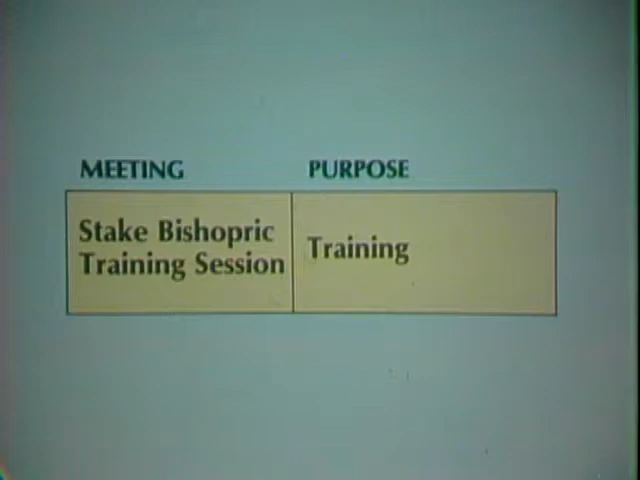 MEETING PURPOSE
Stake Bishopric
Training Session
Training